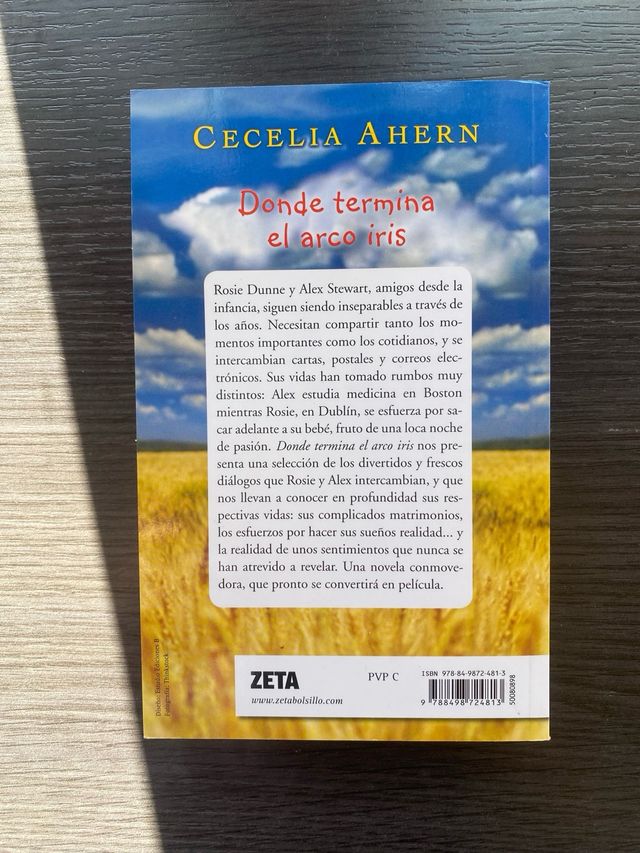 CECELIA AHERN
Donde termina
el arco iris
Rosie Dunne y Alex Stewart, amigos desde la
infancia, siguen siendo inseparables a través de
los años. Necesitan compartir tanto los mo-
mentos importantes como los cotidianos, y se
intercambian cartas, postales y correos elec-
trónicos. Sus vidas han tomado rumbos muy
distintos: Alex estudia medicina en Boston
mientras Rosie, en Dublín, se esfuerza por sa-
car adelante a su bebé, fruto de una loca noche
de pasión. Donde termina el arco iris nos pre-
senta una selección de los divertidos y frescos
diálogos que Rosie y Alex intercambian, y que
nos llevan a conocer en profundidad sus res-
pectivas vidas: sus complicados matrimonios,
los esfuerzos por hacer sus sueños realidad... y
la realidad de unos sentimientos que nunca se
han atrevido a revelar. Una novela conmove-
dora, que pronto se convertirá en película.
Diseño: Estudio Ediciones B
Fotografía: Thinkstock
ZETA
www.zetabolsillo.com
PVP C
ISBN 978-84-9872-481-3
9 788498 724813
50080898